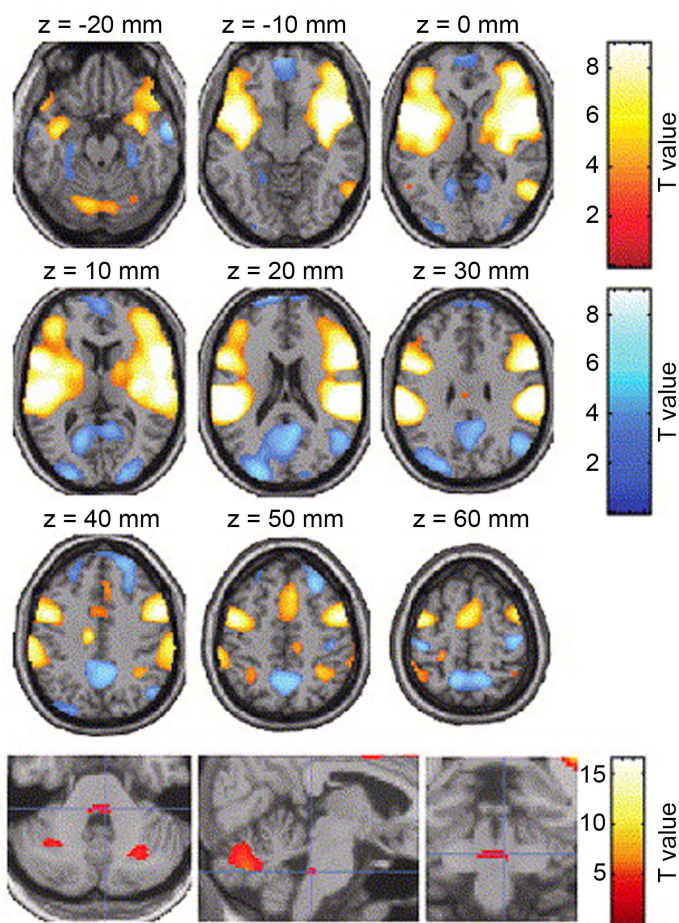 z = -20 mm
z = -10 mm
z = 0 mm
8
6
4
2
T value
z = 10 mm
z = 20 mm
z = 30 mm
8
6
4
2
T value
z = 40 mm
z = 50 mm
z = 60 mm
15
10
5
T value